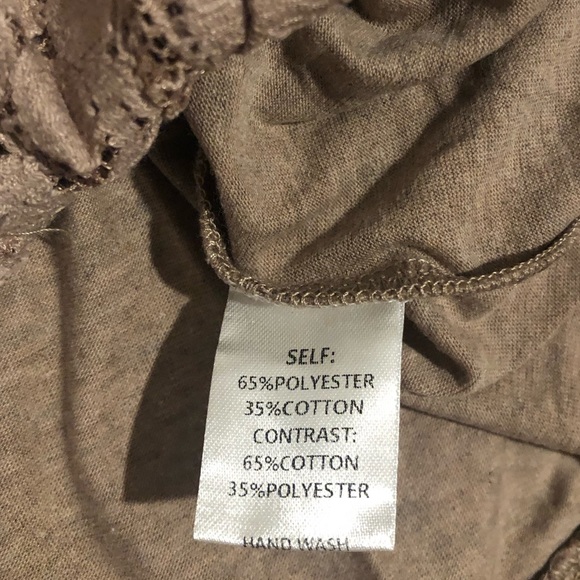 SELF:
65%POLYESTER
35%COTTON
CONTRAST:
65%COTTON
35%POLYESTER
HAND WASH